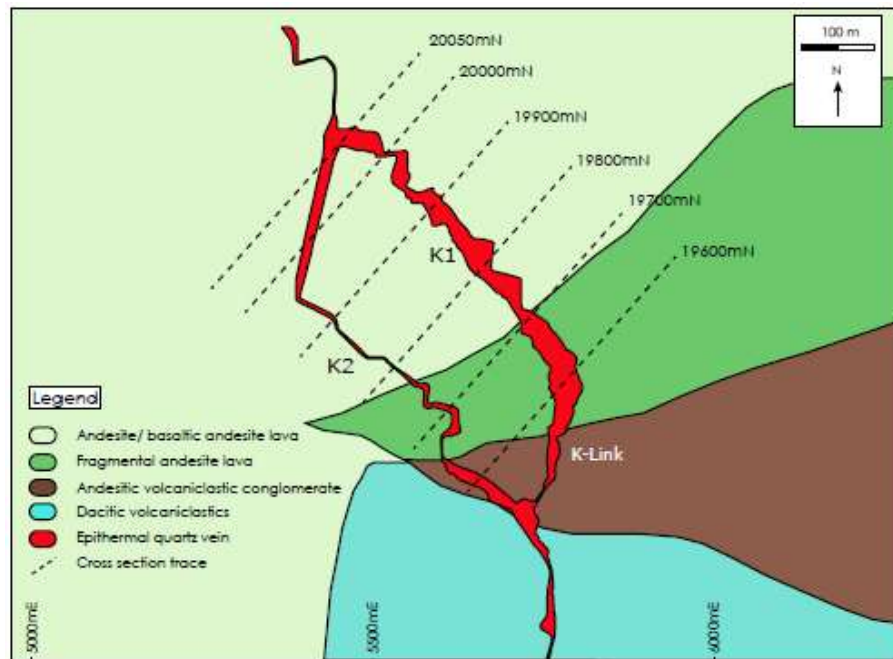 20050mN
20000mN
19900mN
19800mN
19700mN
19600mN
100 m
N
K1
K2
K-Link
Legend
Andesite/ basaltic andesite lava
Fragmental andesite lava
Andesitic volcaniclastic conglomerate
Dacitic volcaniclastics
Epithermal quartz vein
Cross section trace
5000mE
5500mE
6000mE